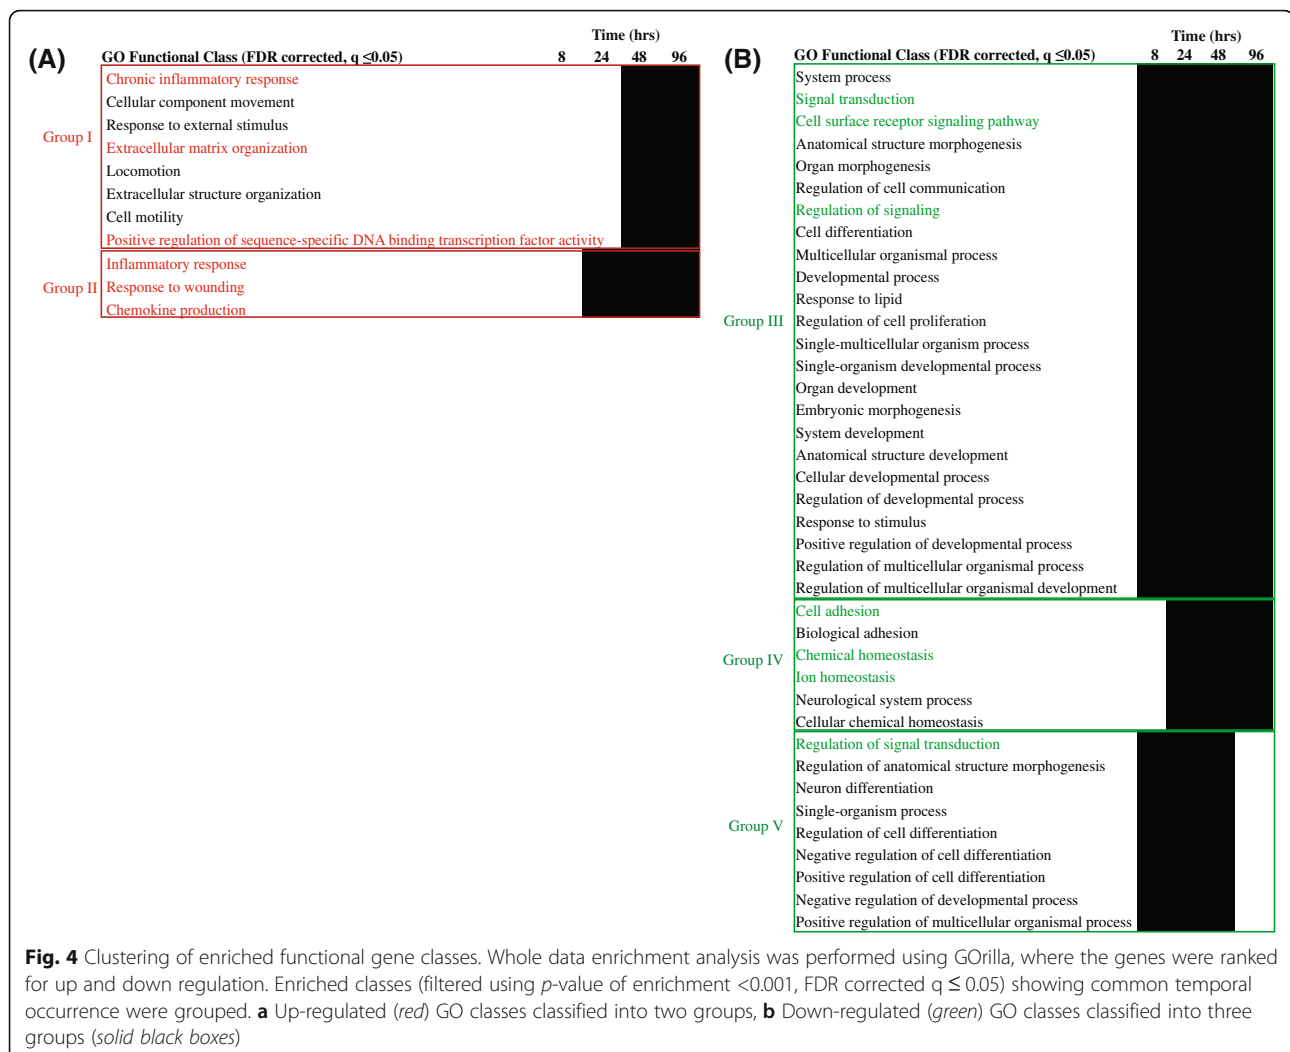 (A)
Time (hrs)
GO Functional Class (FDR corrected, q ≤0.05) 8 24 48 96
Group I
Chronic inflammatory response
Cellular component movement
Response to external stimulus
Extracellular matrix organization
Locomotion
Extracellular structure organization
Cell motility
Positive regulation of sequence-specific DNA binding transcription factor activity
Group II
Inflammatory response
Response to wounding
Chemokine production
(B)
Time (hrs)
GO Functional Class (FDR corrected, q ≤0.05) 8 24 48 96
Group III
System process
Signal transduction
Cell surface receptor signaling pathway
Anatomical structure morphogenesis
Organ morphogenesis
Regulation of cell communication
Regulation of signaling
Cell differentiation
Multicellular organismal process
Developmental process
Response to lipid
Regulation of cell proliferation
Single-multicellular organism process
Single-organism developmental process
Organ development
Embryonic morphogenesis
System development
Anatomical structure development
Cellular developmental process
Regulation of developmental process
Response to stimulus
Positive regulation of developmental process
Regulation of multicellular organismal process
Regulation of multicellular organismal development
Group IV
Cell adhesion
Biological adhesion
Chemical homeostasis
Ion homeostasis
Neurological system process
Cellular chemical homeostasis
Group V
Regulation of signal transduction
Regulation of anatomical structure morphogenesis
Neuron differentiation
Single-organism process
Regulation of cell differentiation
Negative regulation of cell differentiation
Positive regulation of cell differentiation
Negative regulation of developmental process
Positive regulation of multicellular organismal process
Fig. 4 Clustering of enriched functional gene classes. Whole data enrichment analysis was performed using GOrilla, where the genes were ranked
for up and down regulation. Enriched classes (filtered using p-value of enrichment <0.001, FDR corrected q ≤ 0.05) showing common temporal
occurrence were grouped. a Up-regulated (red) GO classes classified into two groups, b Down-regulated (green) GO classes classified into three
groups (solid black boxes)